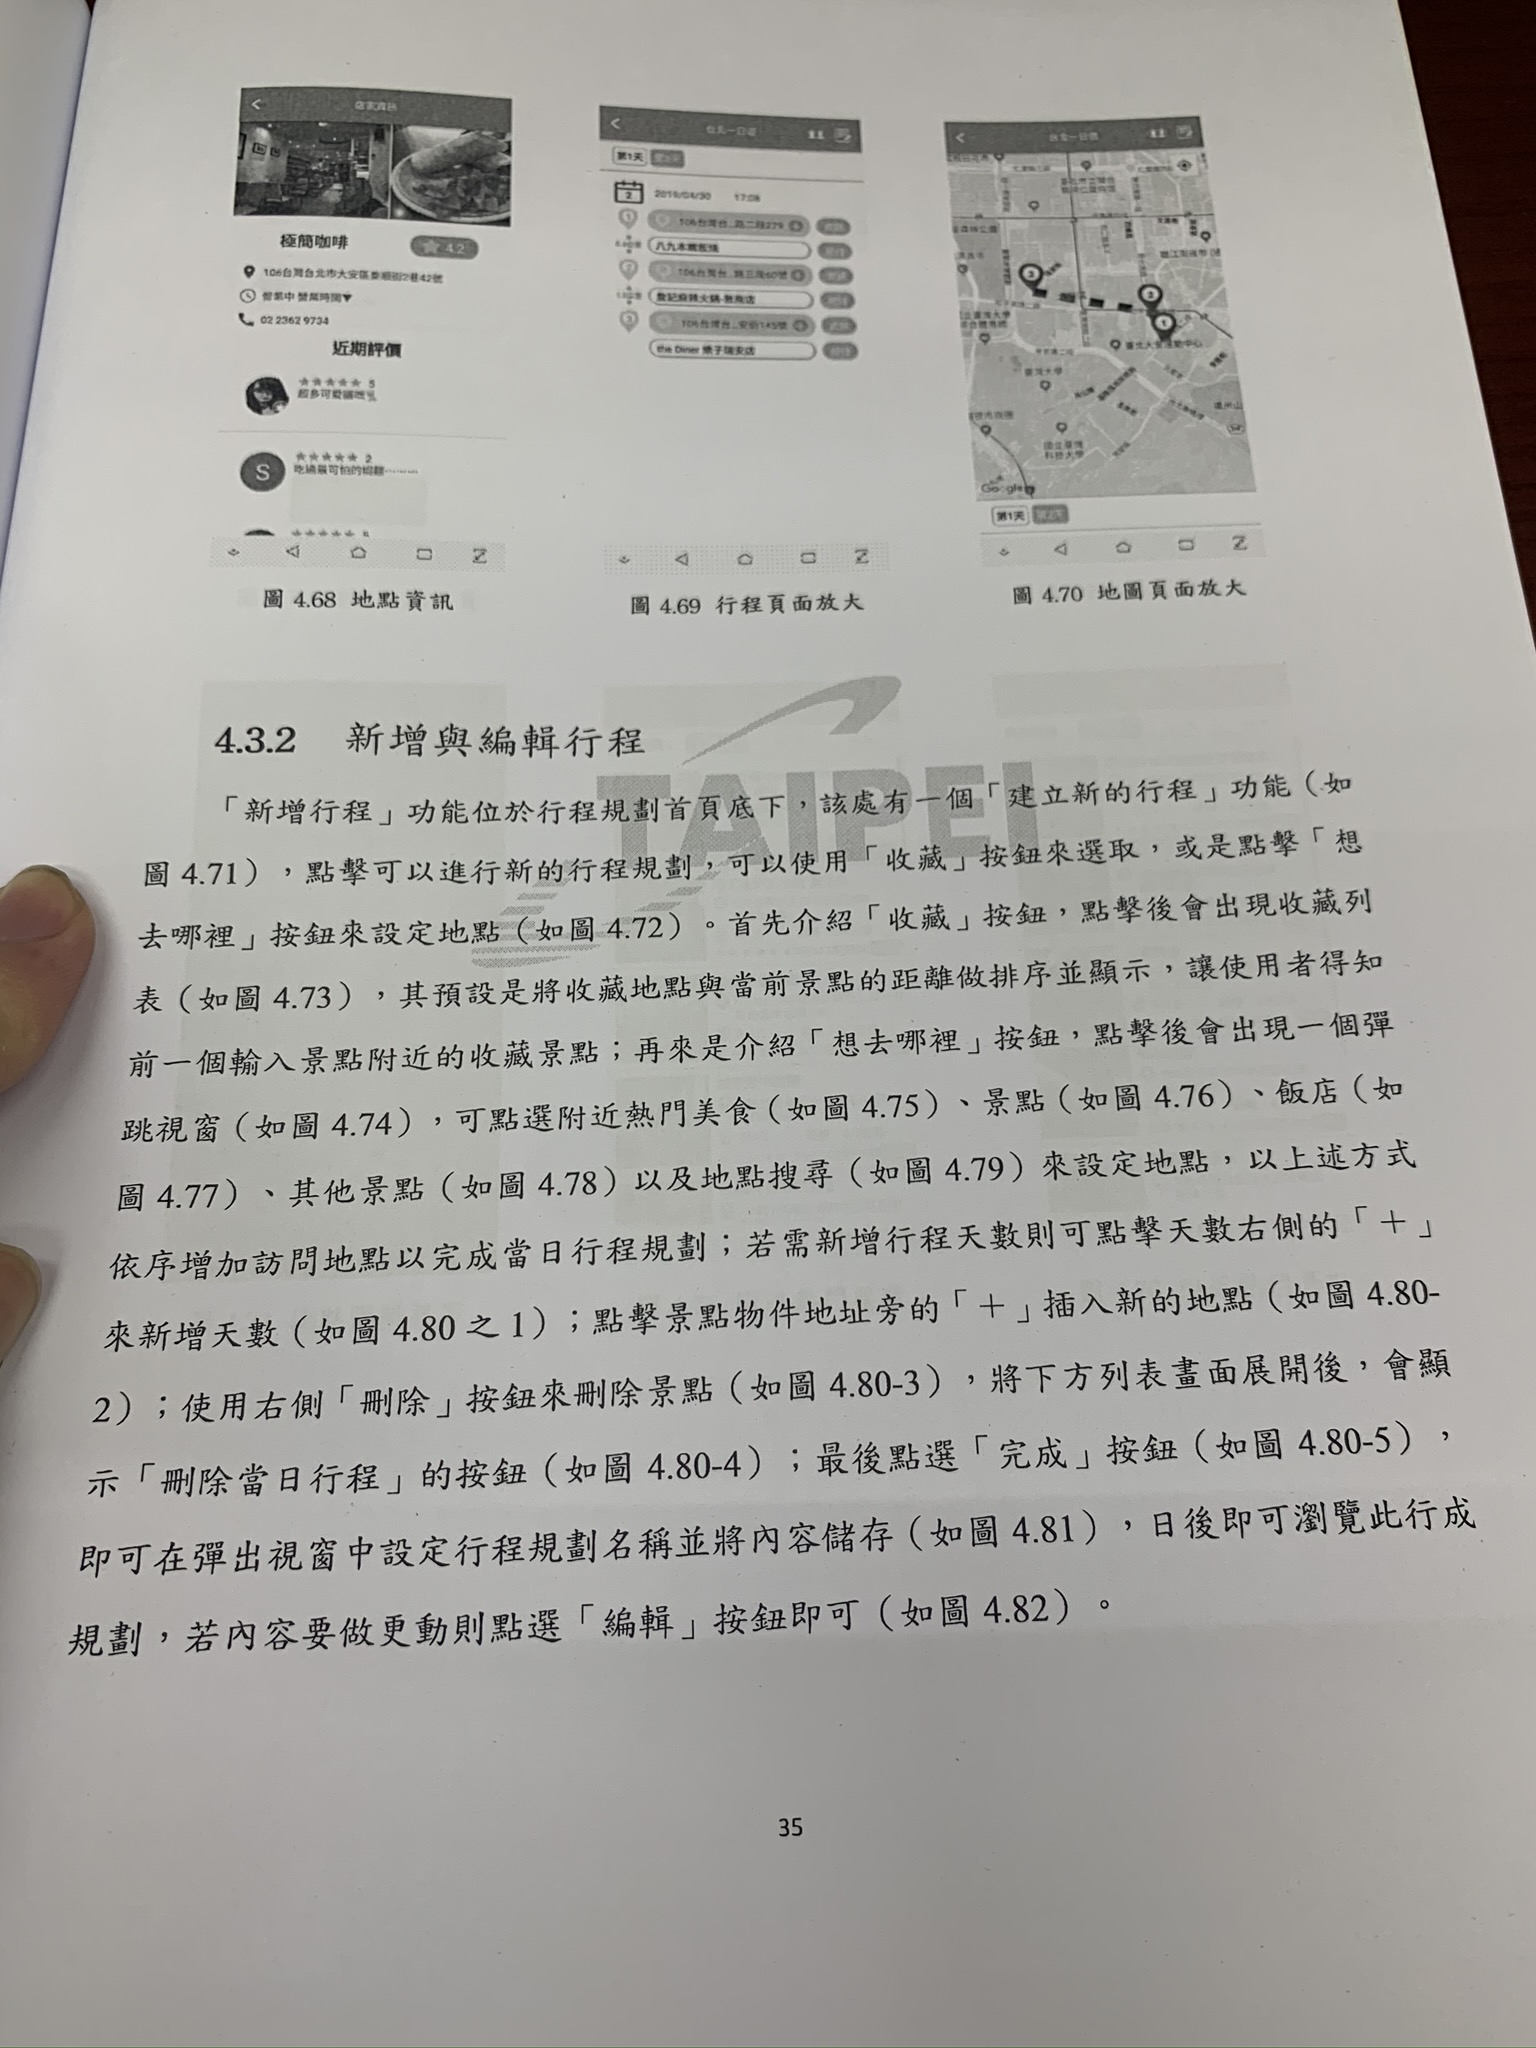 極簡咖啡
4.2
106台灣台北市大安區泰順街2巷42號
營業中 營業時間▼
02 2362 9734
近期評價
5
超多可愛貓咪
2
S
圖 4.68 地點資訊
第1天
2
2019/04/30 17:08
1
2
3
the Diner 樂子瑞安店
圖 4.69 行程頁面放大
3
2
1
臺灣大學
國立臺灣
科技大學
Google
第1天
圖 4.70 地圖頁面放大
TAIPEI
4.3.2 新增與編輯行程
「新增行程」功能位於行程規劃首頁底下，該處有一個「建立新的行程」功能（如
圖 4.71），點擊可以進行新的行程規劃，可以使用「收藏」按鈕來選取，或是點擊「想
去哪裡」按鈕來設定地點（如圖 4.72）。首先介紹「收藏」按鈕，點擊後會出現收藏列
表（如圖 4.73），其預設是將收藏地點與當前景點的距離做排序並顯示，讓使用者得知
前一個輸入景點附近的收藏景點；再來是介紹「想去哪裡」按鈕，點擊後會出現一個彈
跳視窗（如圖 4.74），可點選附近熱門美食（如圖 4.75）、景點（如圖 4.76）、飯店（如
圖 4.77）、其他景點（如圖 4.78）以及地點搜尋（如圖 4.79）來設定地點，以上述方式
依序增加訪問地點以完成當日行程規劃；若需新增行程天數則可點擊天數右側的「＋」
來新增天數（如圖 4.80 之 1）；點擊景點物件地址旁的「＋」插入新的地點（如圖 4.80-
2）；使用右側「刪除」按鈕來刪除景點（如圖 4.80-3），將下方列表畫面展開後，會顯
示「刪除當日行程」的按鈕（如圖 4.80-4）；最後點選「完成」按鈕（如圖 4.80-5），
即可在彈出視窗中設定行程規劃名稱並將內容儲存（如圖 4.81），日後即可瀏覽此行成
規劃，若內容要做更動則點選「編輯」按鈕即可（如圖 4.82）。
35